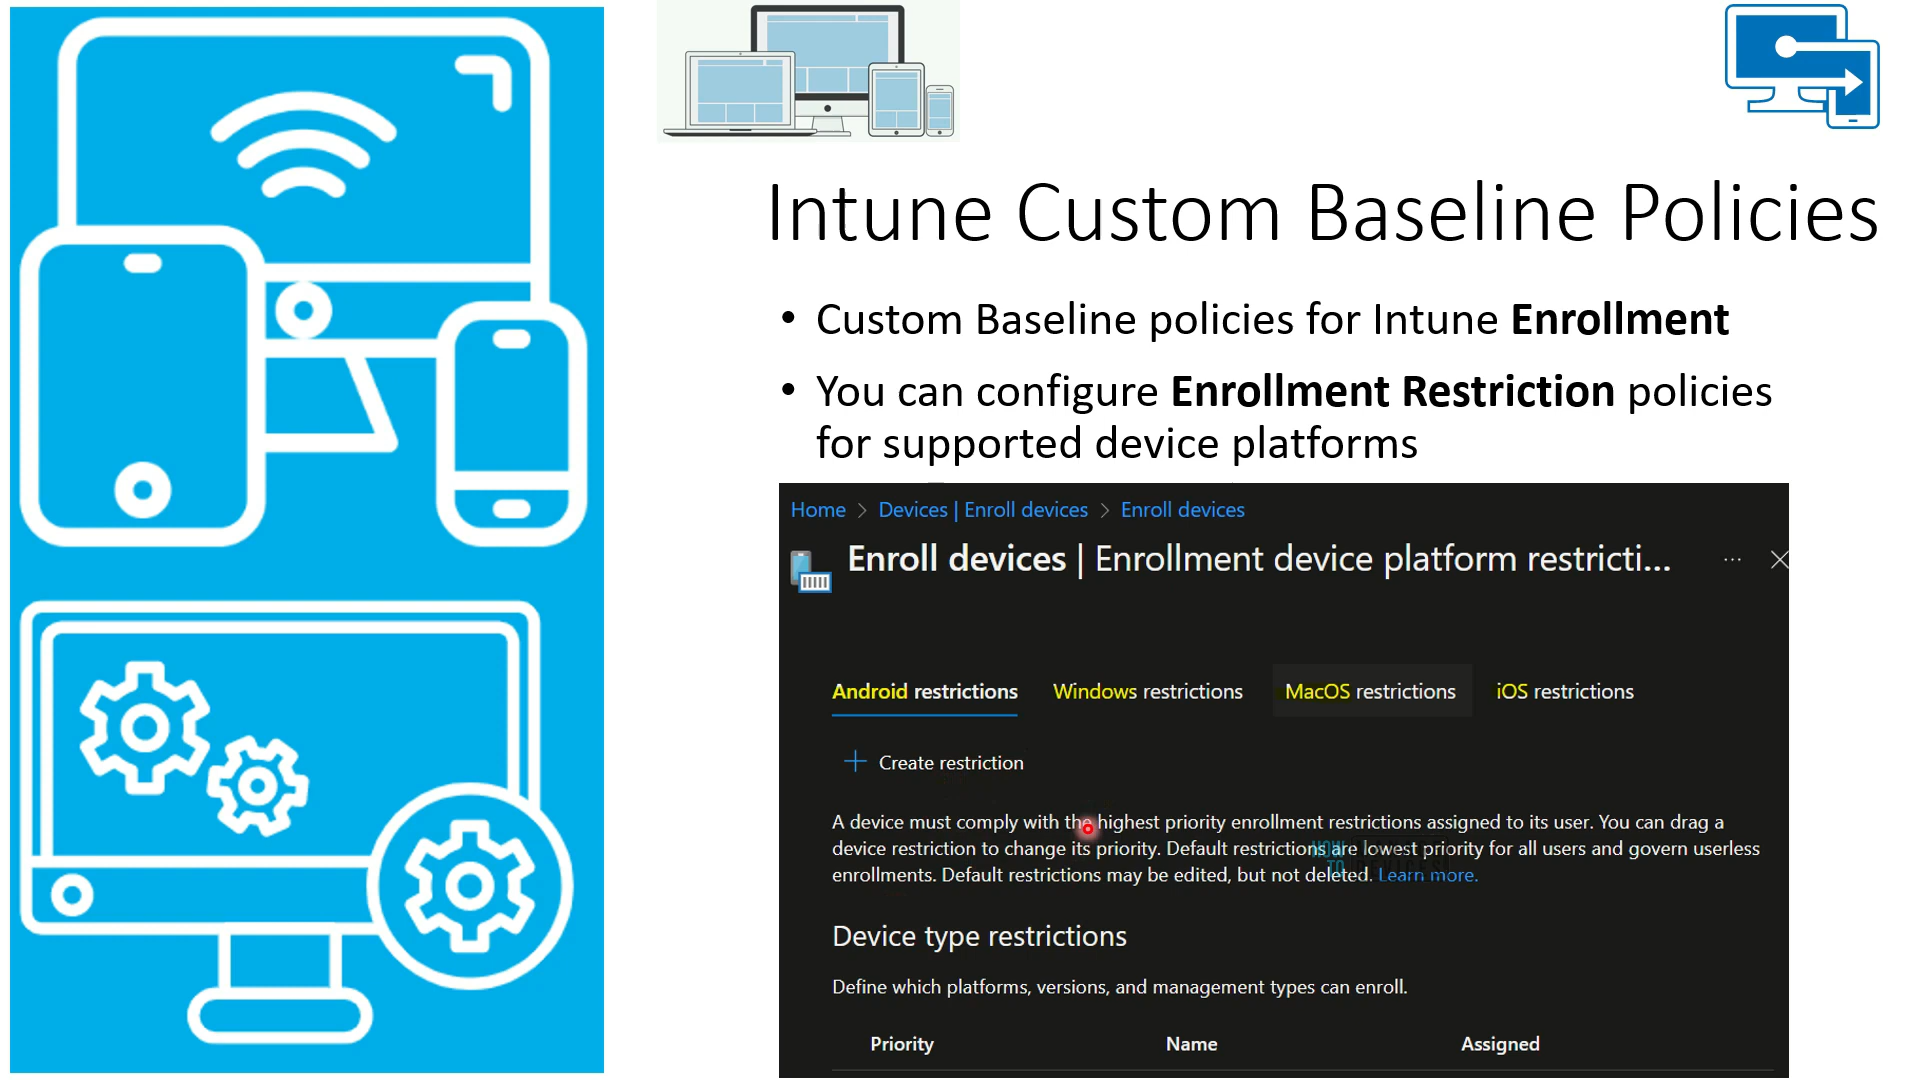 Intune Custom Baseline Policies
• Custom Baseline policies for Intune Enrollment
• You can configure Enrollment Restriction policies
for supported device platforms
Home > Devices | Enroll devices > Enroll devices
Enroll devices | Enrollment device platform restricti... ... ×
Android restrictions Windows restrictions MacOS restrictions iOS restrictions
+ Create restriction
A device must comply with the highest priority enrollment restrictions assigned to its user. You can drag a
device restriction to change its priority. Default restrictions are lowest priority for all users and govern userless
enrollments. Default restrictions may be edited, but not deleted. Learn more.
HOW
TO
DEVICES
Device type restrictions
Define which platforms, versions, and management types can enroll.
Priority Name Assigned